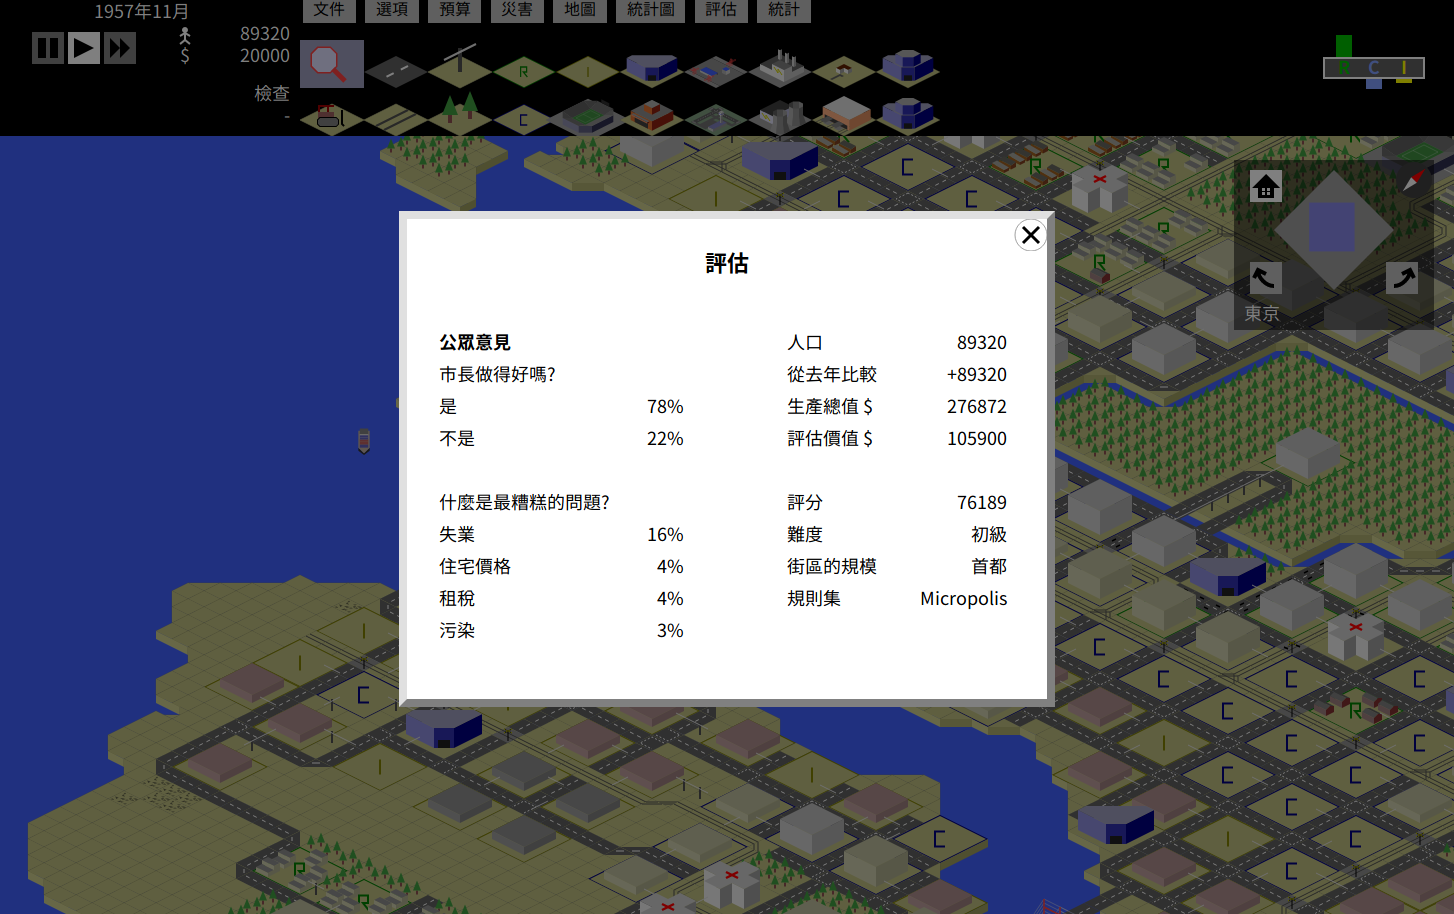 1957年11月
文件 選項 預算 災害 地圖 統計圖 評估 統計
89320
$ 20000
檢查
-
R C I
東京
評估
公眾意見
市長做得好嗎?
是 78%
不是 22%
什麼是最糟糕的問題?
失業 16%
住宅價格 4%
租稅 4%
污染 3%
人口 89320
從去年比較 +89320
生產總值 $ 276872
評估價值 $ 105900
評分 76189
難度 初級
街區的規模 首都
規則集 Micropolis